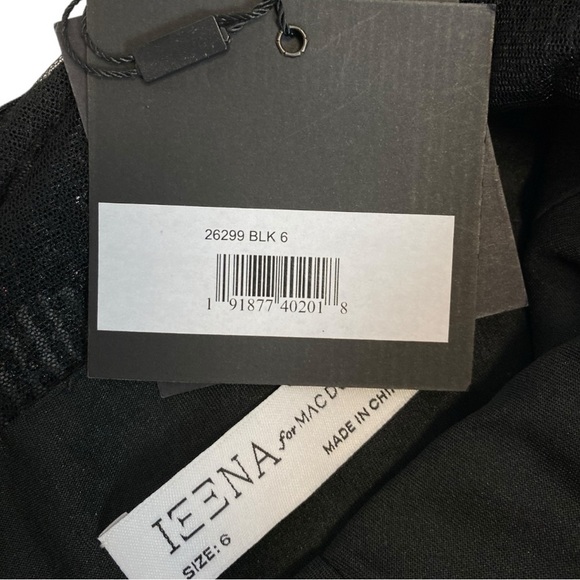 26299 BLK 6
1 91877 40201 8
IEENA for MAC
MADE IN
SIZE: 6